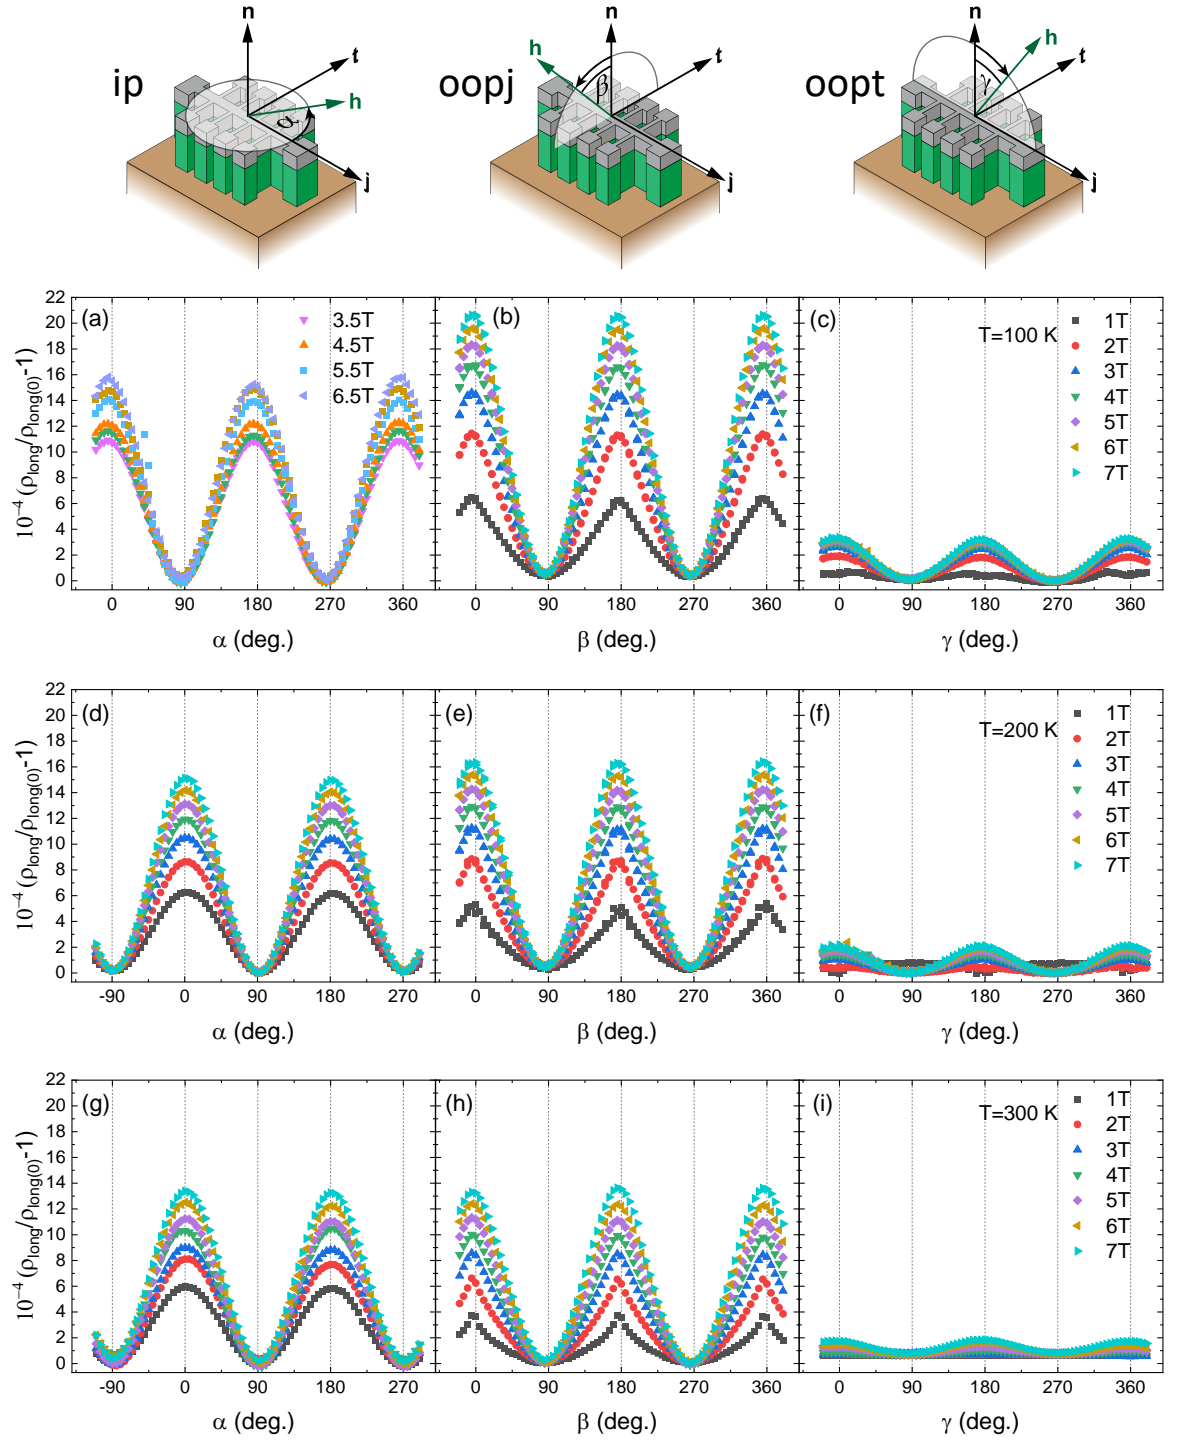 n
t
h
ip
α
j
n
t
h
oopj
β
j
n
t
h
oopt
γ
j
22
20
18
16
14
12
10
8
6
4
2
0
10⁻⁴ (ρlong/ρlong(0)-1)
(a)
3.5T
4.5T
5.5T
6.5T
0 90 180 270 360
α (deg.)
(b)
0 90 180 270 360
β (deg.)
(c)
T=100 K
1T
2T
3T
4T
5T
6T
7T
0 90 180 270 360
γ (deg.)
22
20
18
16
14
12
10
8
6
4
2
0
10⁻⁴ (ρlong/ρlong(0)-1)
(d)
-90 0 90 180 270
α (deg.)
(e)
0 90 180 270 360
β (deg.)
(f)
T=200 K
1T
2T
3T
4T
5T
6T
7T
0 90 180 270 360
γ (deg.)
22
20
18
16
14
12
10
8
6
4
2
0
10⁻⁴ (ρlong/ρlong(0)-1)
(g)
-90 0 90 180 270
α (deg.)
(h)
0 90 180 270 360
β (deg.)
(i)
T=300 K
1T
2T
3T
4T
5T
6T
7T
0 90 180 270 360
γ (deg.)